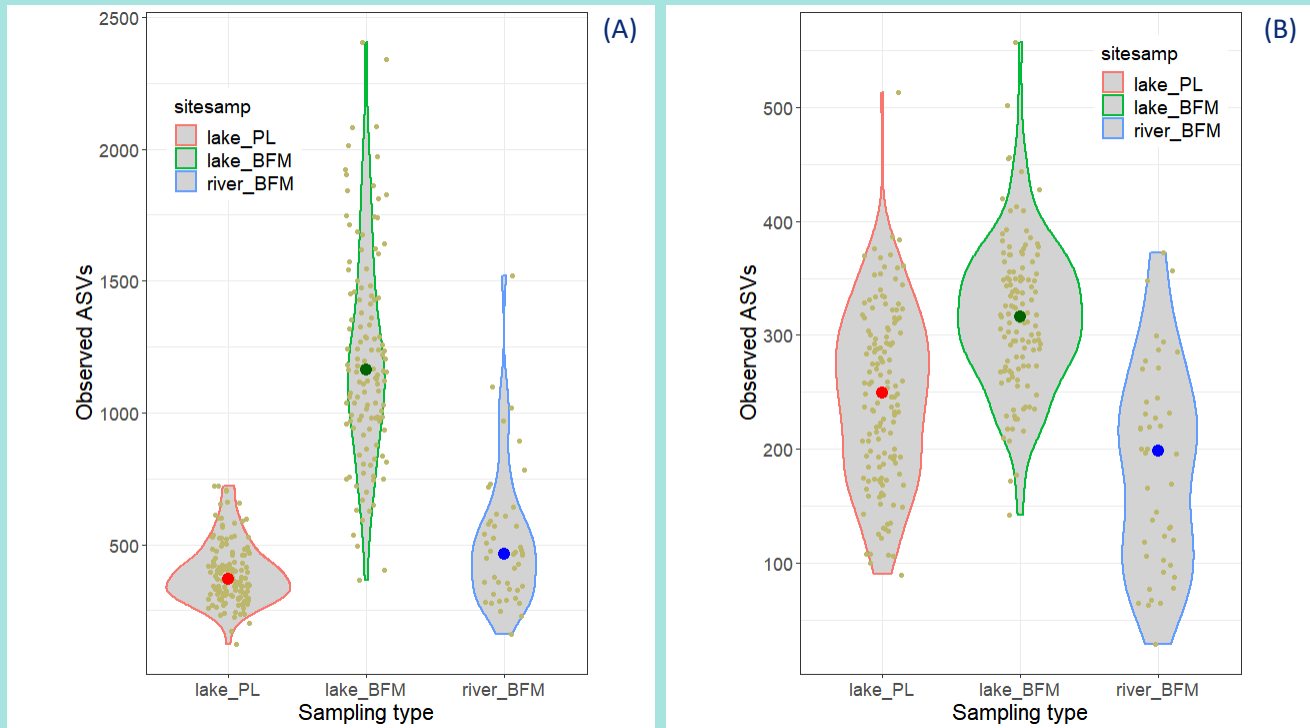 (A)
2500
2000
1500
1000
500
Observed ASVs
sitesamp
lake_PL
lake_BFM
river_BFM
lake_PL lake_BFM river_BFM
Sampling type
(B)
500
400
300
200
100
Observed ASVs
sitesamp
lake_PL
lake_BFM
river_BFM
lake_PL lake_BFM river_BFM
Sampling type